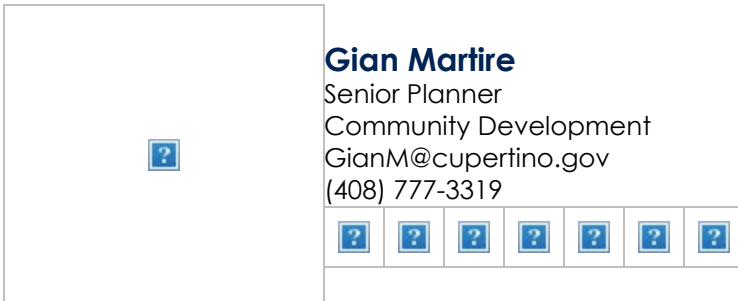 Gian Martire
Senior Planner
Community Development
GianM@cupertino.gov
(408) 777-3319